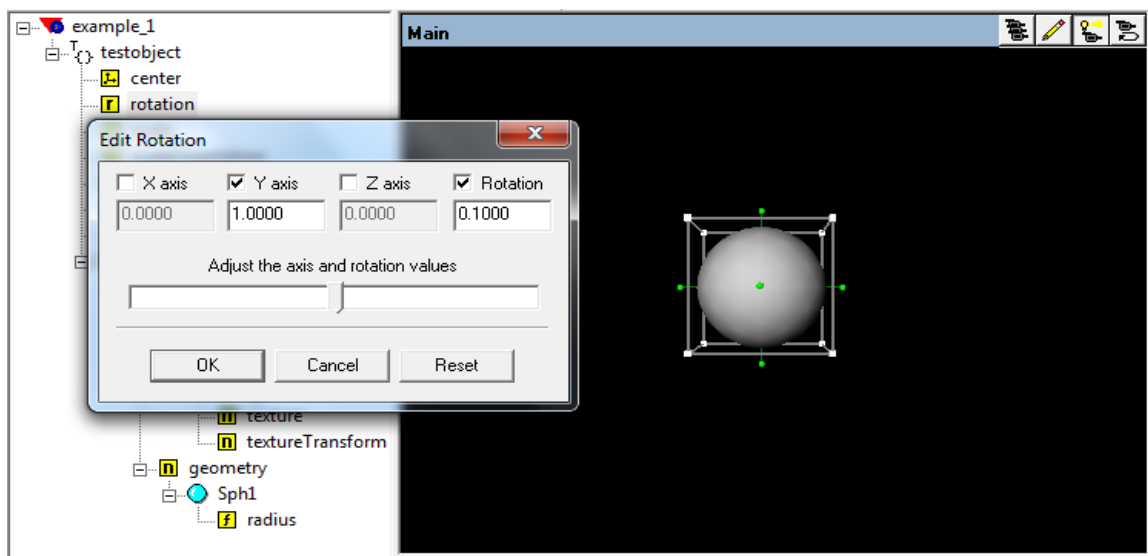 example_1
testobject
center
rotation
Main
Edit Rotation
X axis Y axis Z axis Rotation
0.0000 1.0000 0.0000 0.1000
Adjust the axis and rotation values
OK Cancel Reset
texture
textureTransform
geometry
Sph1
radius